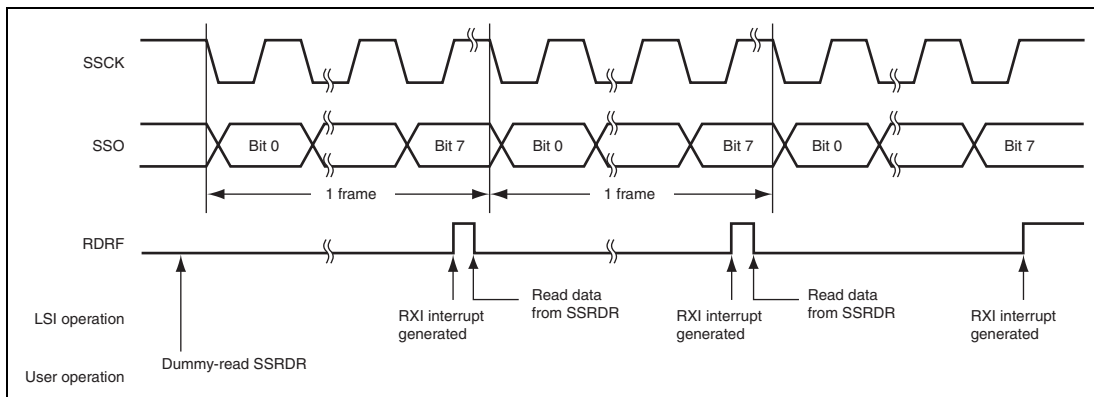 SSCK
SSO
Bit 0
Bit 7
Bit 0
Bit 7
Bit 0
Bit 7
1 frame
1 frame
RDRF
LSI operation
RXI interrupt
generated
Read data
from SSRDR
RXI interrupt
generated
Read data
from SSRDR
RXI interrupt
generated
User operation
Dummy-read SSRDR